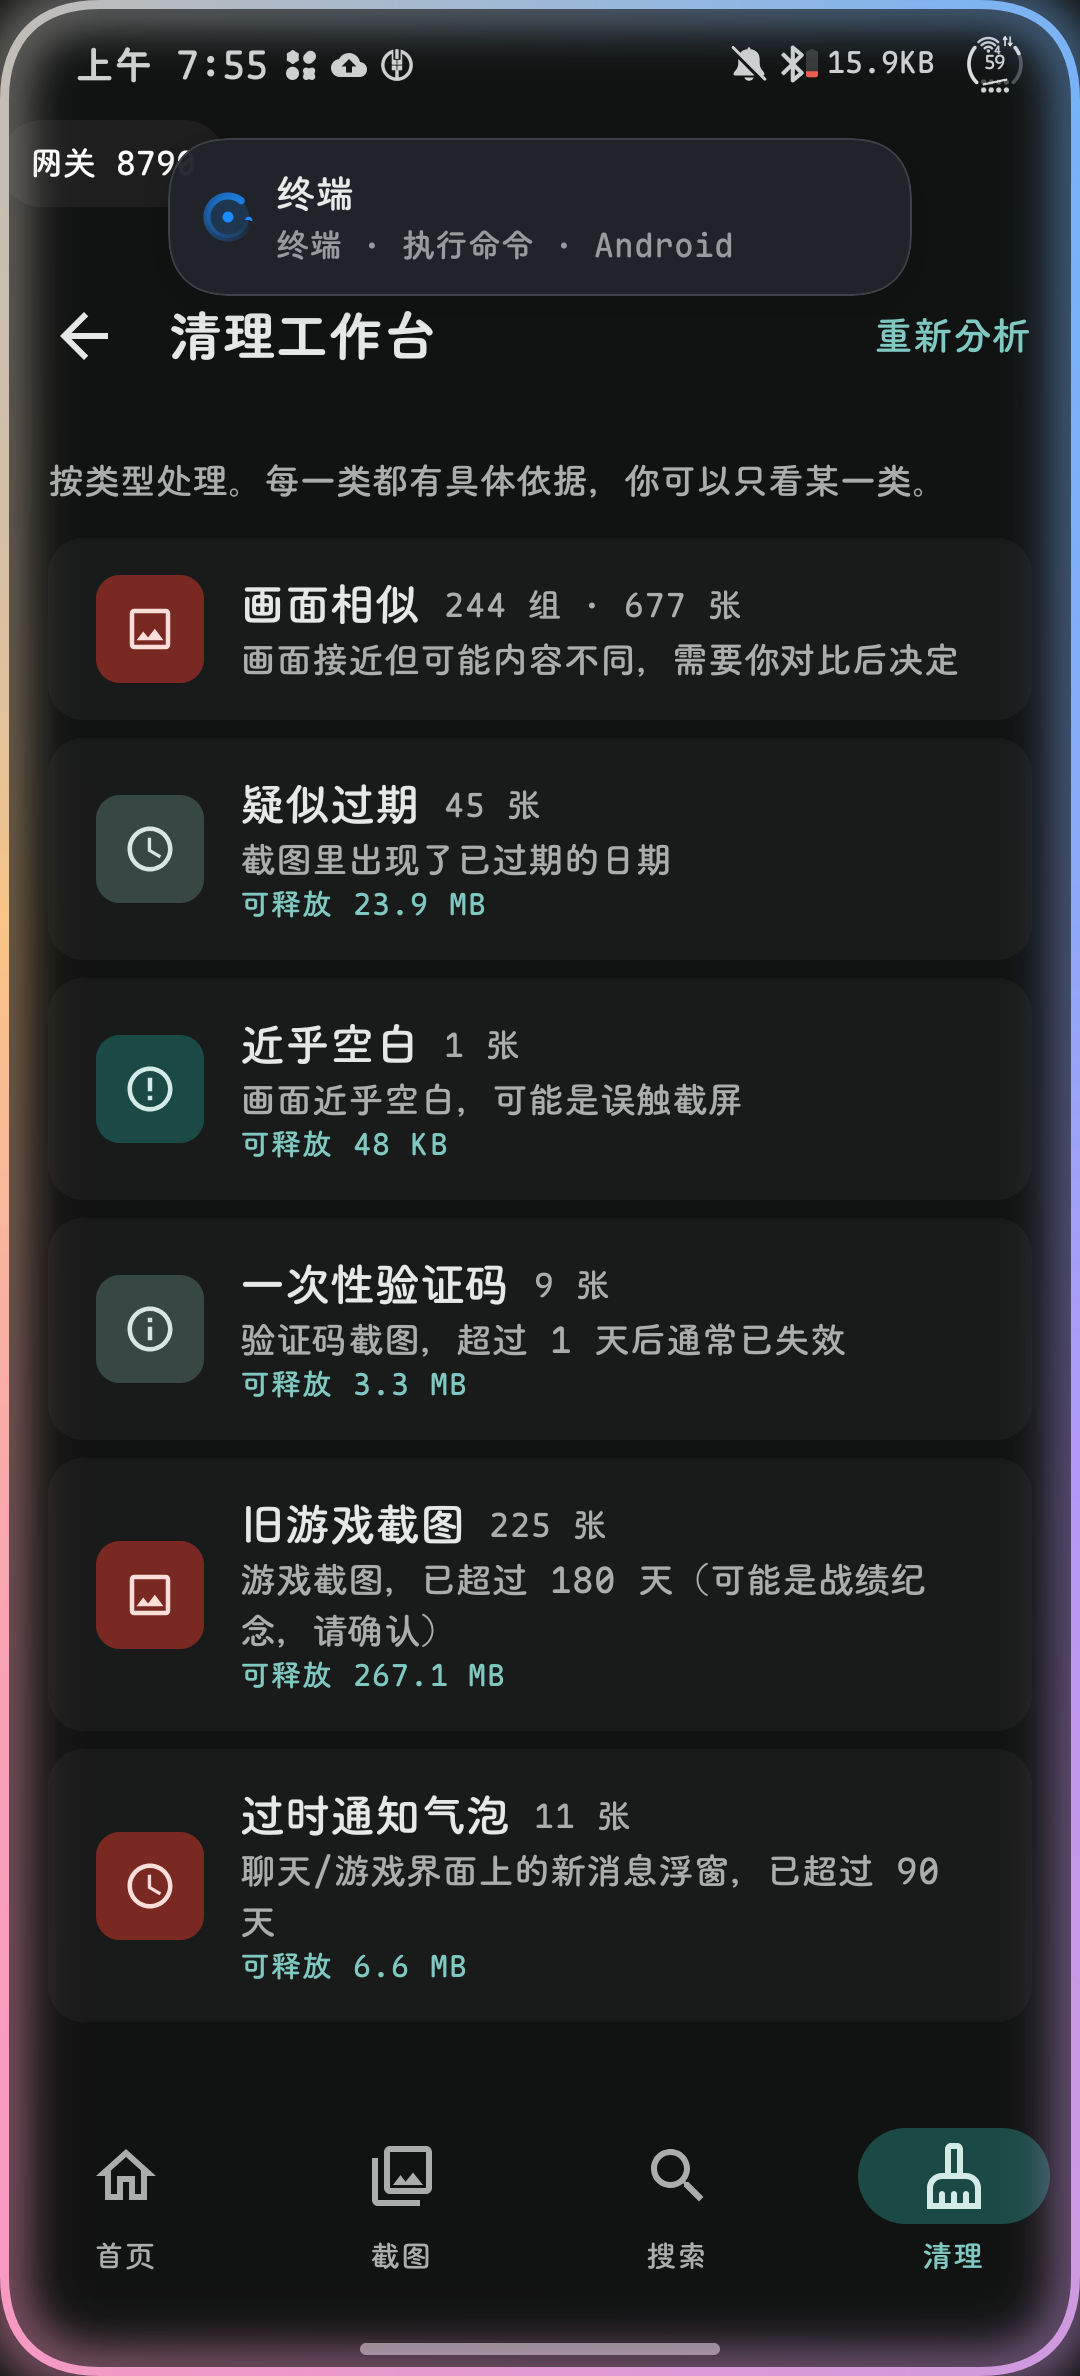 上午 7:55
15.9KB
59
网关 8790
终端
终端 · 执行命令 · Android
清理工作台
重新分析
按类型处理。每一类都有具体依据，你可以只看某一类。
画面相似 244 组 · 677 张
画面接近但可能内容不同，需要你对比后决定
疑似过期 45 张
截图里出现了已过期的日期
可释放 23.9 MB
近乎空白 1 张
画面近乎空白，可能是误触截屏
可释放 48 KB
一次性验证码 9 张
验证码截图，超过 1 天后通常已失效
可释放 3.3 MB
旧游戏截图 225 张
游戏截图，已超过 180 天（可能是战绩纪
念，请确认）
可释放 267.1 MB
过时通知气泡 11 张
聊天/游戏界面上的新消息浮窗，已超过 90
天
可释放 6.6 MB
首页
截图
搜索
清理